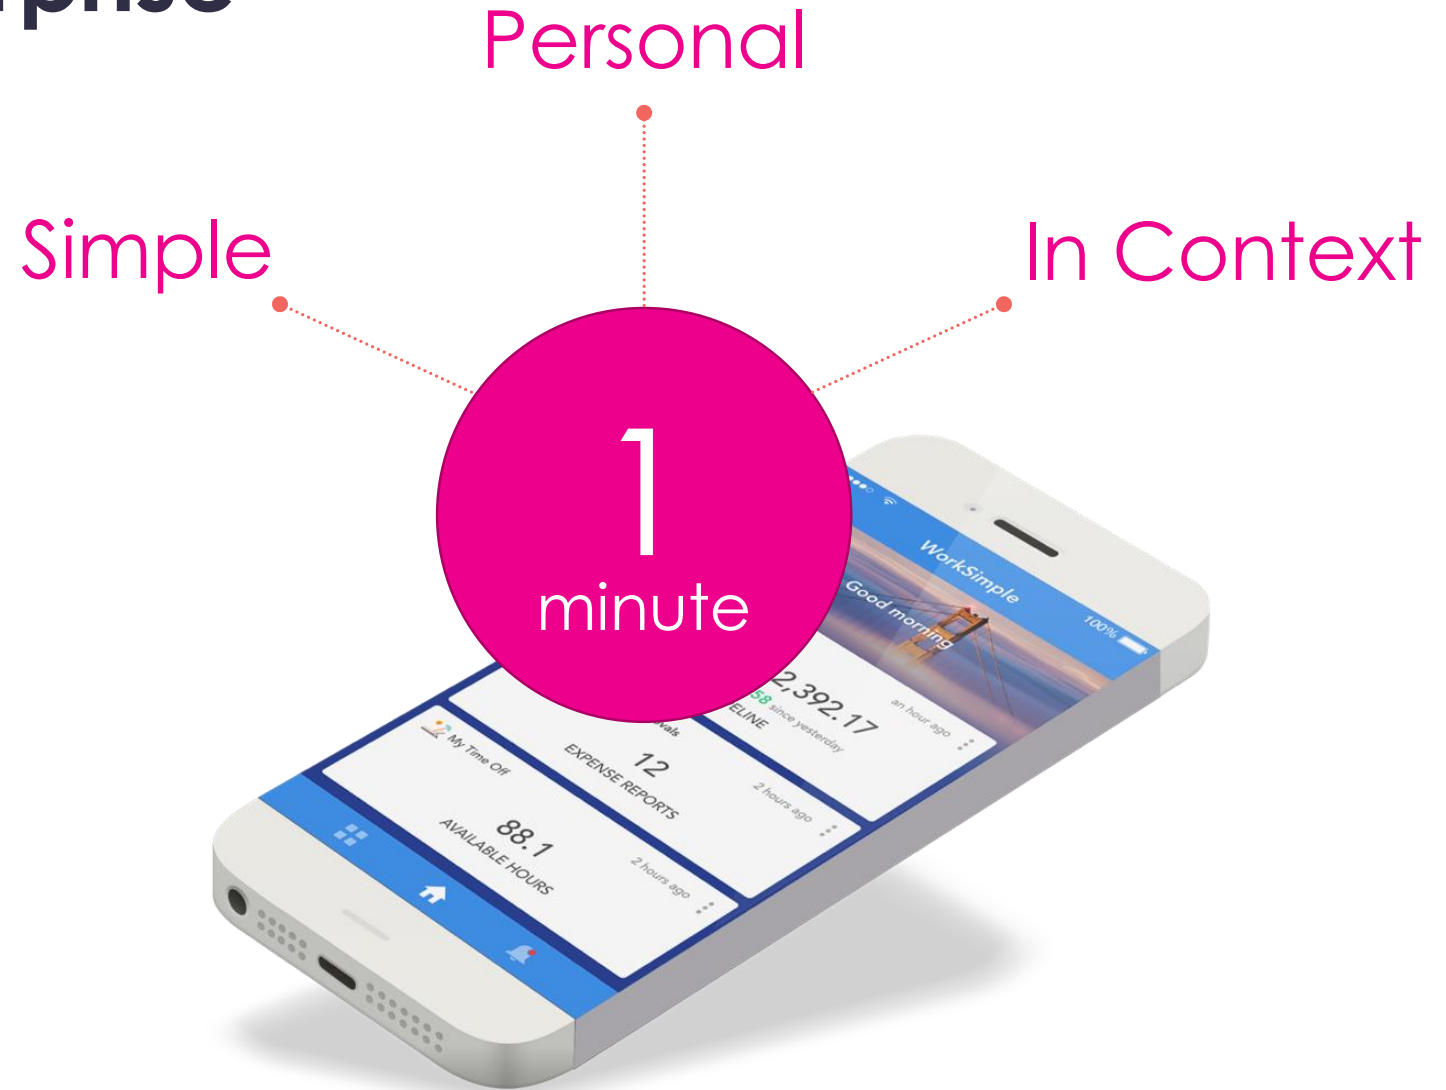 Personal
Simple
In Context
1
minute
WorkSimple
100%
Good morning
2,392.17
an hour ago
58 since yesterday
ELINE
12
EXPENSE REPORTS
2 hours ago
My Time Off
88.1
AVAILABLE HOURS
2 hours ago